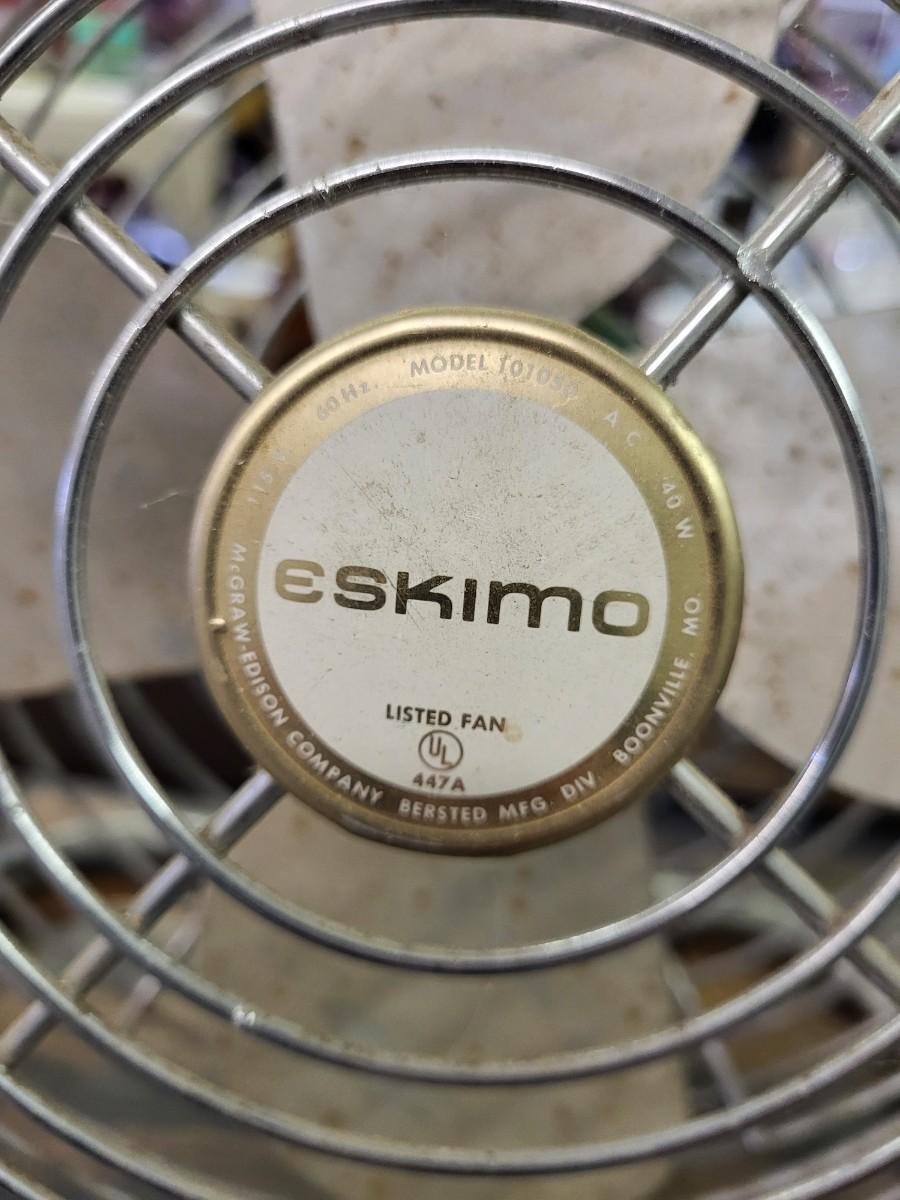 115 V 60 Hz MODEL 101050 A C 40 W
ESKIMO
LISTED FAN
UL
447A
McGRAW-EDISON COMPANY BERSTED MFG. DIV. BOONVILLE, MO.